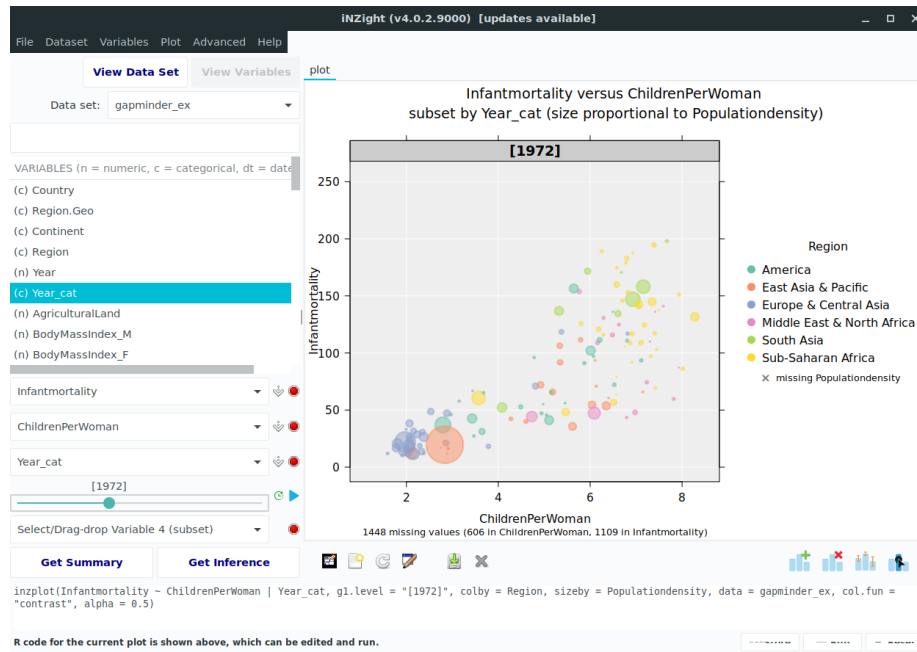 iNZight (v4.0.2.9000) [updates available]
File Dataset Variables Plot Advanced Help
View Data Set View Variables
plot
Data set: gapminder_ex
VARIABLES (n = numeric, c = categorical, dt = date
(c) Country
(c) Region.Geo
(c) Continent
(c) Region
(n) Year
(c) Year_cat
(n) AgriculturalLand
(n) BodyMassIndex_M
(n) BodyMassIndex_F
Infantmortality
ChildrenPerWoman
Year_cat
[1972]
Select/Drag-drop Variable 4 (subset)
Get Summary Get Inference
Infantmortality versus ChildrenPerWoman
subset by Year_cat (size proportional to Populationdensity)
[1972]
250
200
150
100
50
0
Infantmortality
2 4 6 8
ChildrenPerWoman
1448 missing values (606 in ChildrenPerWoman, 1109 in Infantmortality)
Region
America
East Asia & Pacific
Europe & Central Asia
Middle East & North Africa
South Asia
Sub-Saharan Africa
× missing Populationdensity
inzplot(Infantmortality ~ ChildrenPerWoman | Year_cat, g1.level = "[1972]", colby = Region, sizeby = Populationdensity, data = gapminder_ex, col.fun =
"contrast", alpha = 0.5)
R code for the current plot is shown above, which can be edited and run.